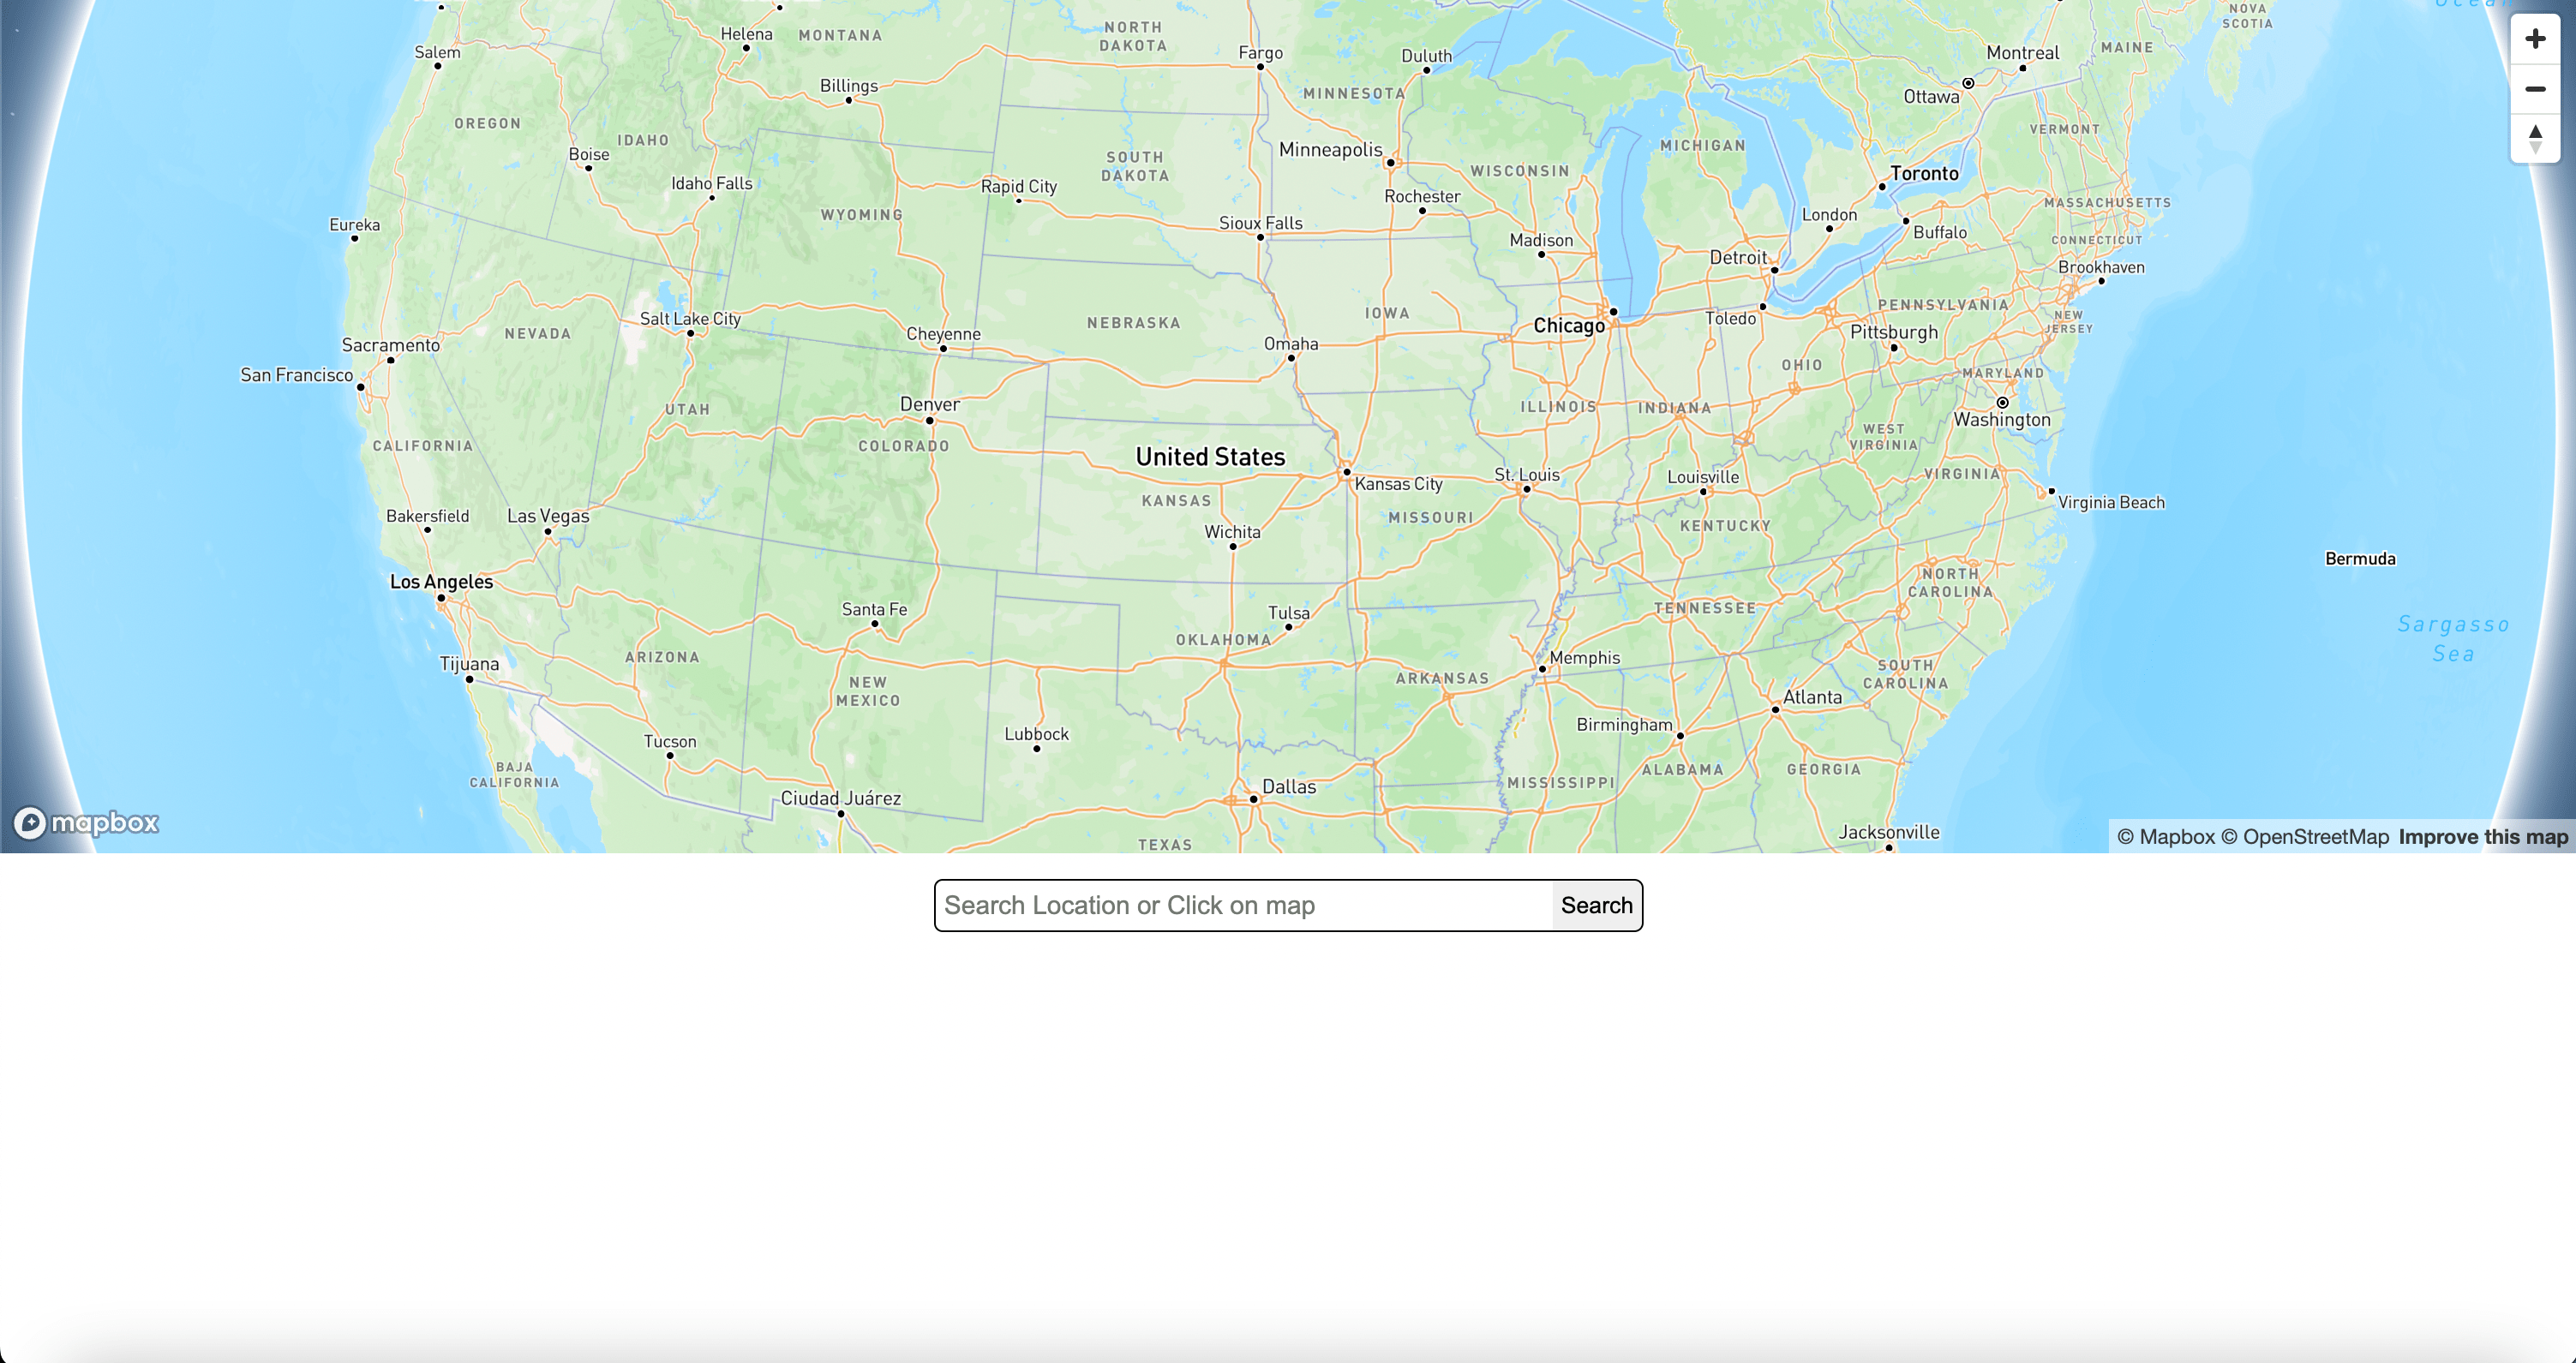 Ocean
NOVA
SCOTIA
Helena
MONTANA
NORTH
DAKOTA
Fargo
Duluth
Montreal
MAINE
Salem
Billings
MINNESOTA
Ottawa
OREGON
IDAHO
VERMONT
Boise
SOUTH
DAKOTA
Minneapolis
MICHIGAN
WISCONSIN
Toronto
Idaho Falls
Rapid City
Rochester
MASSACHUSETTS
WYOMING
London
Eureka
Sioux Falls
Buffalo
Madison
CONNECTICUT
Detroit
Brookhaven
PENNSYLVANIA
Salt Lake City
NEBRASKA
IOWA
Toledo
NEW
JERSEY
NEVADA
Cheyenne
Chicago
Pittsburgh
Sacramento
Omaha
San Francisco
OHIO
MARYLAND
UTAH
Denver
ILLINOIS
INDIANA
Washington
CALIFORNIA
COLORADO
WEST
VIRGINIA
United States
Kansas City
St. Louis
Louisville
VIRGINIA
KANSAS
Virginia Beach
Bakersfield
Las Vegas
MISSOURI
KENTUCKY
Wichita
Bermuda
Los Angeles
NORTH
CAROLINA
Santa Fe
Tulsa
TENNESSEE
Sargasso
Sea
OKLAHOMA
Tijuana
ARIZONA
Memphis
SOUTH
CAROLINA
NEW
MEXICO
ARKANSAS
Atlanta
Lubbock
Birmingham
Tucson
BAJA
CALIFORNIA
MISSISSIPPI
ALABAMA
GEORGIA
Ciudad Juárez
Dallas
mapbox
TEXAS
Jacksonville
© Mapbox © OpenStreetMap Improve this map
Search Location or Click on map
Search